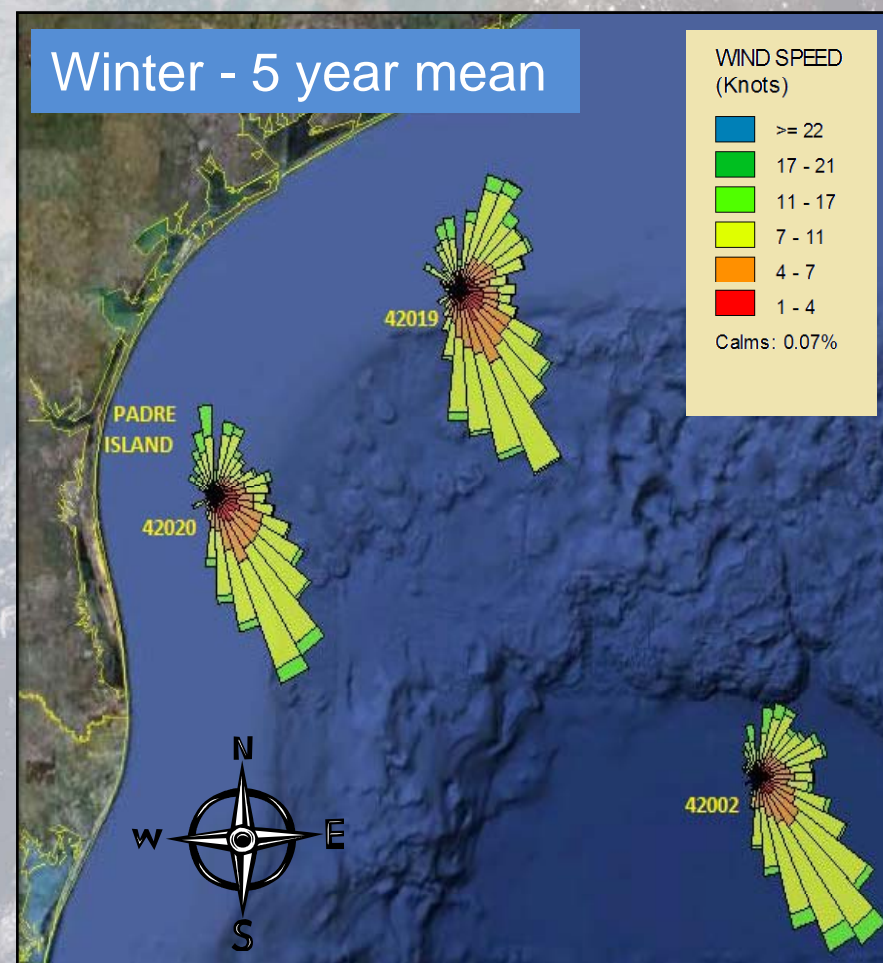 Winter - 5 year mean
WIND SPEED
(Knots)
>= 22
17 - 21
11 - 17
7 - 11
4 - 7
1 - 4
Calms: 0.07%
42019
PADRE
ISLAND
42020
42002
N
W
E
S